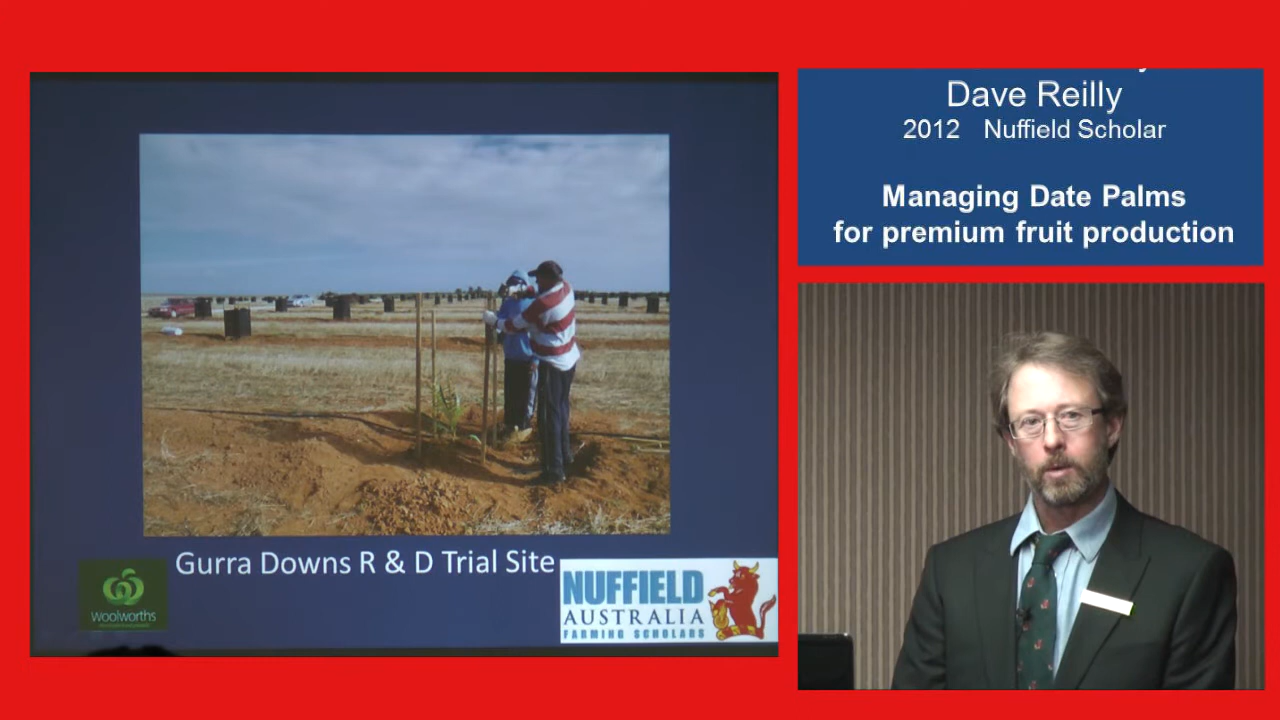 Dave Reilly
2012 Nuffield Scholar
Managing Date Palms
for premium fruit production
Gurra Downs R & D Trial Site
Woolworths
NUFFIELD
AUSTRALIA
FARMING SCHOLARS